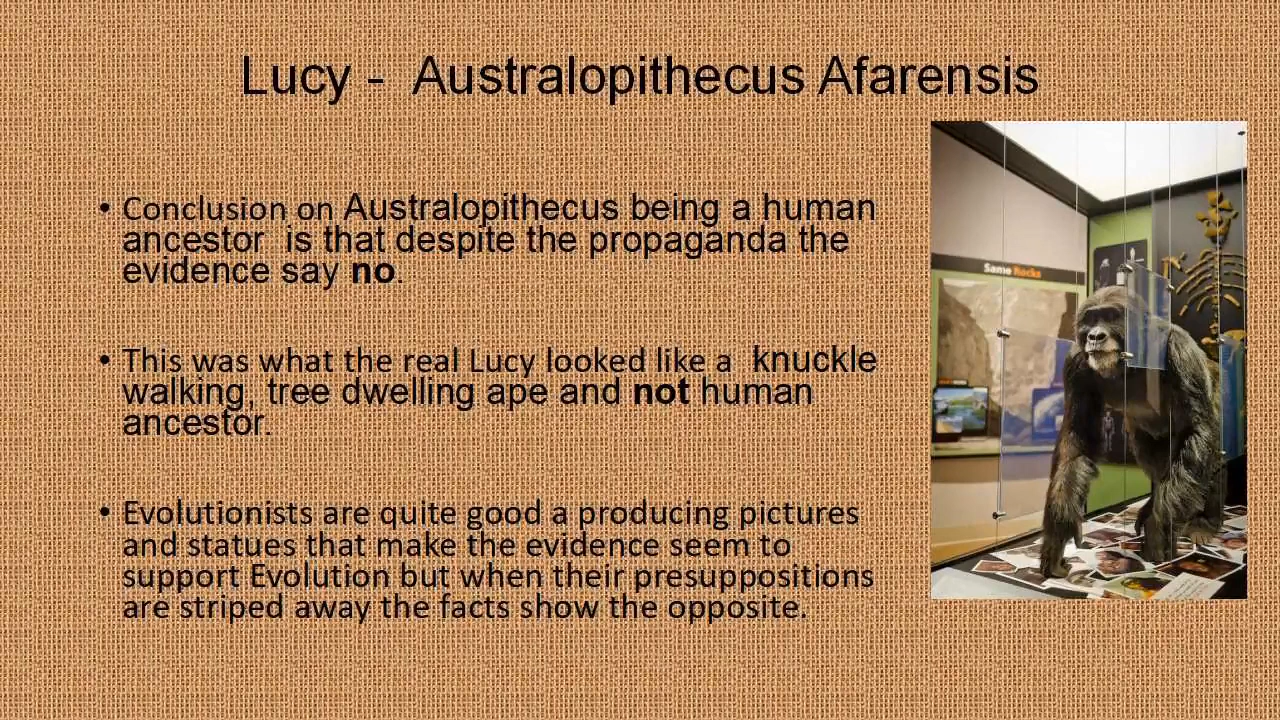 Lucy -  Australopithecus Afarensis
• Conclusion on Australopithecus being a human
ancestor  is that despite the propaganda the
evidence say no.
• This was what the real Lucy looked like a  knuckle
walking, tree dwelling ape and not human
ancestor.
• Evolutionists are quite good a producing pictures
and statues that make the evidence seem to
support Evolution but when their presuppositions
are striped away the facts show the opposite.
Same Rocks